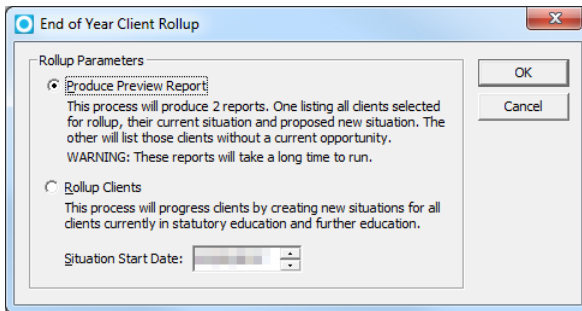 End of Year Client Rollup
Rollup Parameters
Produce Preview Report
This process will produce 2 reports. One listing all clients selected
for rollup, their current situation and proposed new situation. The
other will list those clients without a current opportunity.
WARNING: These reports will take a long time to run.
Rollup Clients
This process will progress clients by creating new situations for all
clients currently in statutory education and further education.
Situation Start Date:
OK
Cancel